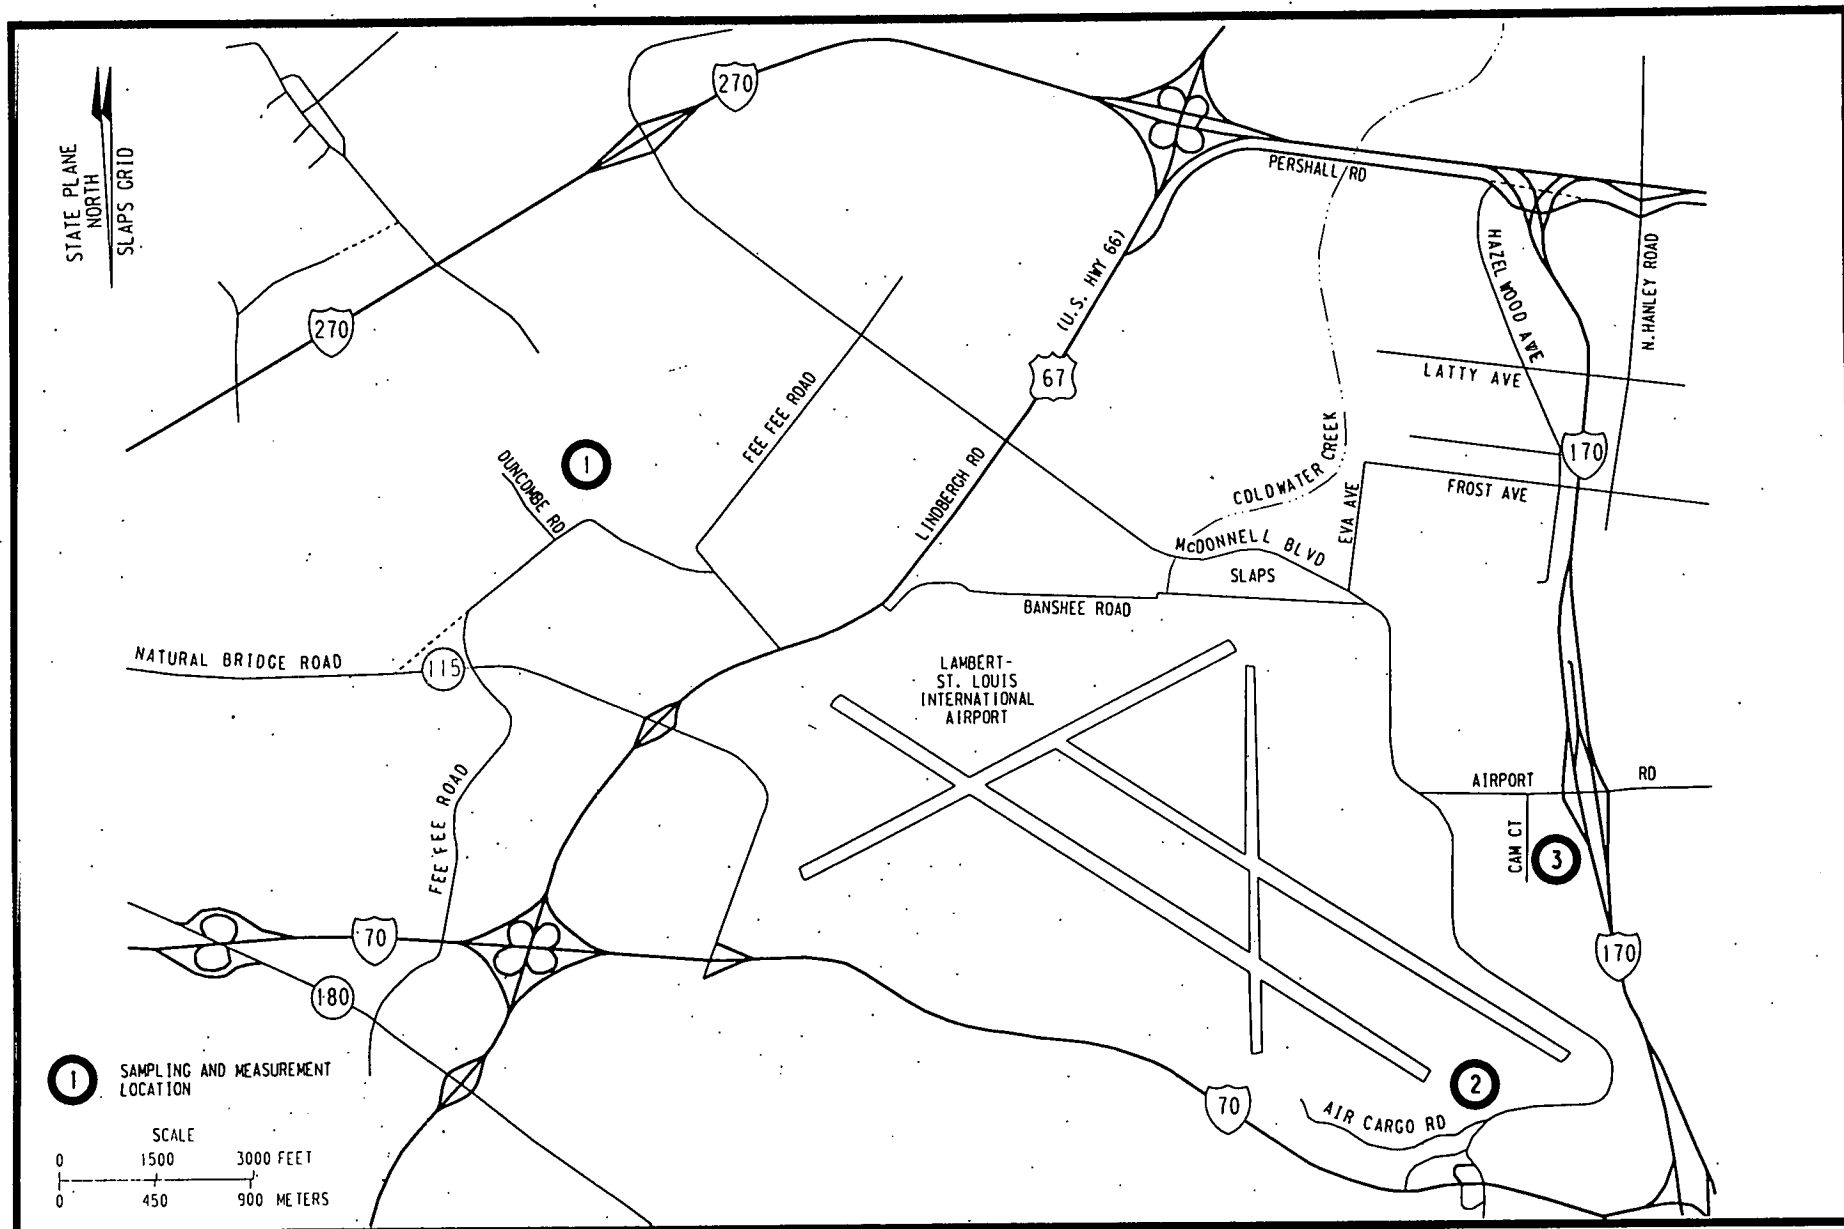 270
PERSHALL RD
STATE PLANE
NORTH
SLAPS GRID
HAZELWOOD AVE
N. HANLEY ROAD
(U.S. HWY 66)
270
67
LATTY AVE
FEE FEE ROAD
DUNCOMBE RD
1
LINDBERGH RD
COLDWATER CREEK
170
EVA AVE
FROST AVE
McDONNELL BLVD
SLAPS
BANSHEE ROAD
NATURAL BRIDGE ROAD
115
LAMBERT-
ST. LOUIS
INTERNATIONAL
AIRPORT
AIRPORT RD
FEE FEE ROAD
CAM CT
3
70
170
180
1
SAMPLING AND MEASUREMENT
LOCATION
2
70
AIR CARGO RD
SCALE
0 1500 3000 FEET
0 450 900 METERS